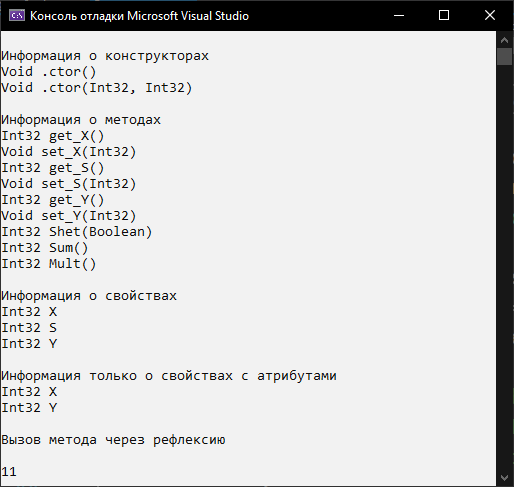 Консоль отладки Microsoft Visual Studio
Информация о конструкторах
Void .ctor()
Void .ctor(Int32, Int32)
Информация о методах
Int32 get_X()
Void set_X(Int32)
Int32 get_S()
Void set_S(Int32)
Int32 get_Y()
Void set_Y(Int32)
Int32 Shet(Boolean)
Int32 Sum()
Int32 Mult()
Информация о свойствах
Int32 X
Int32 S
Int32 Y
Информация только о свойствах с атрибутами
Int32 X
Int32 Y
Вызов метода через рефлексию
11